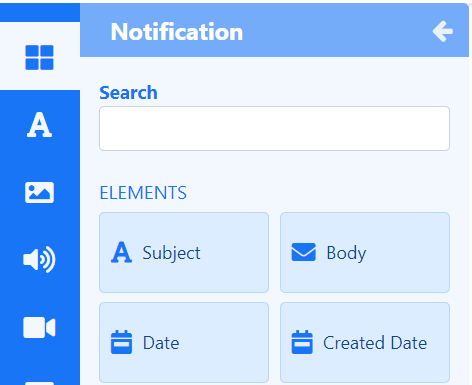 Notification
Search
ELEMENTS
Subject
Body
Date
Created Date